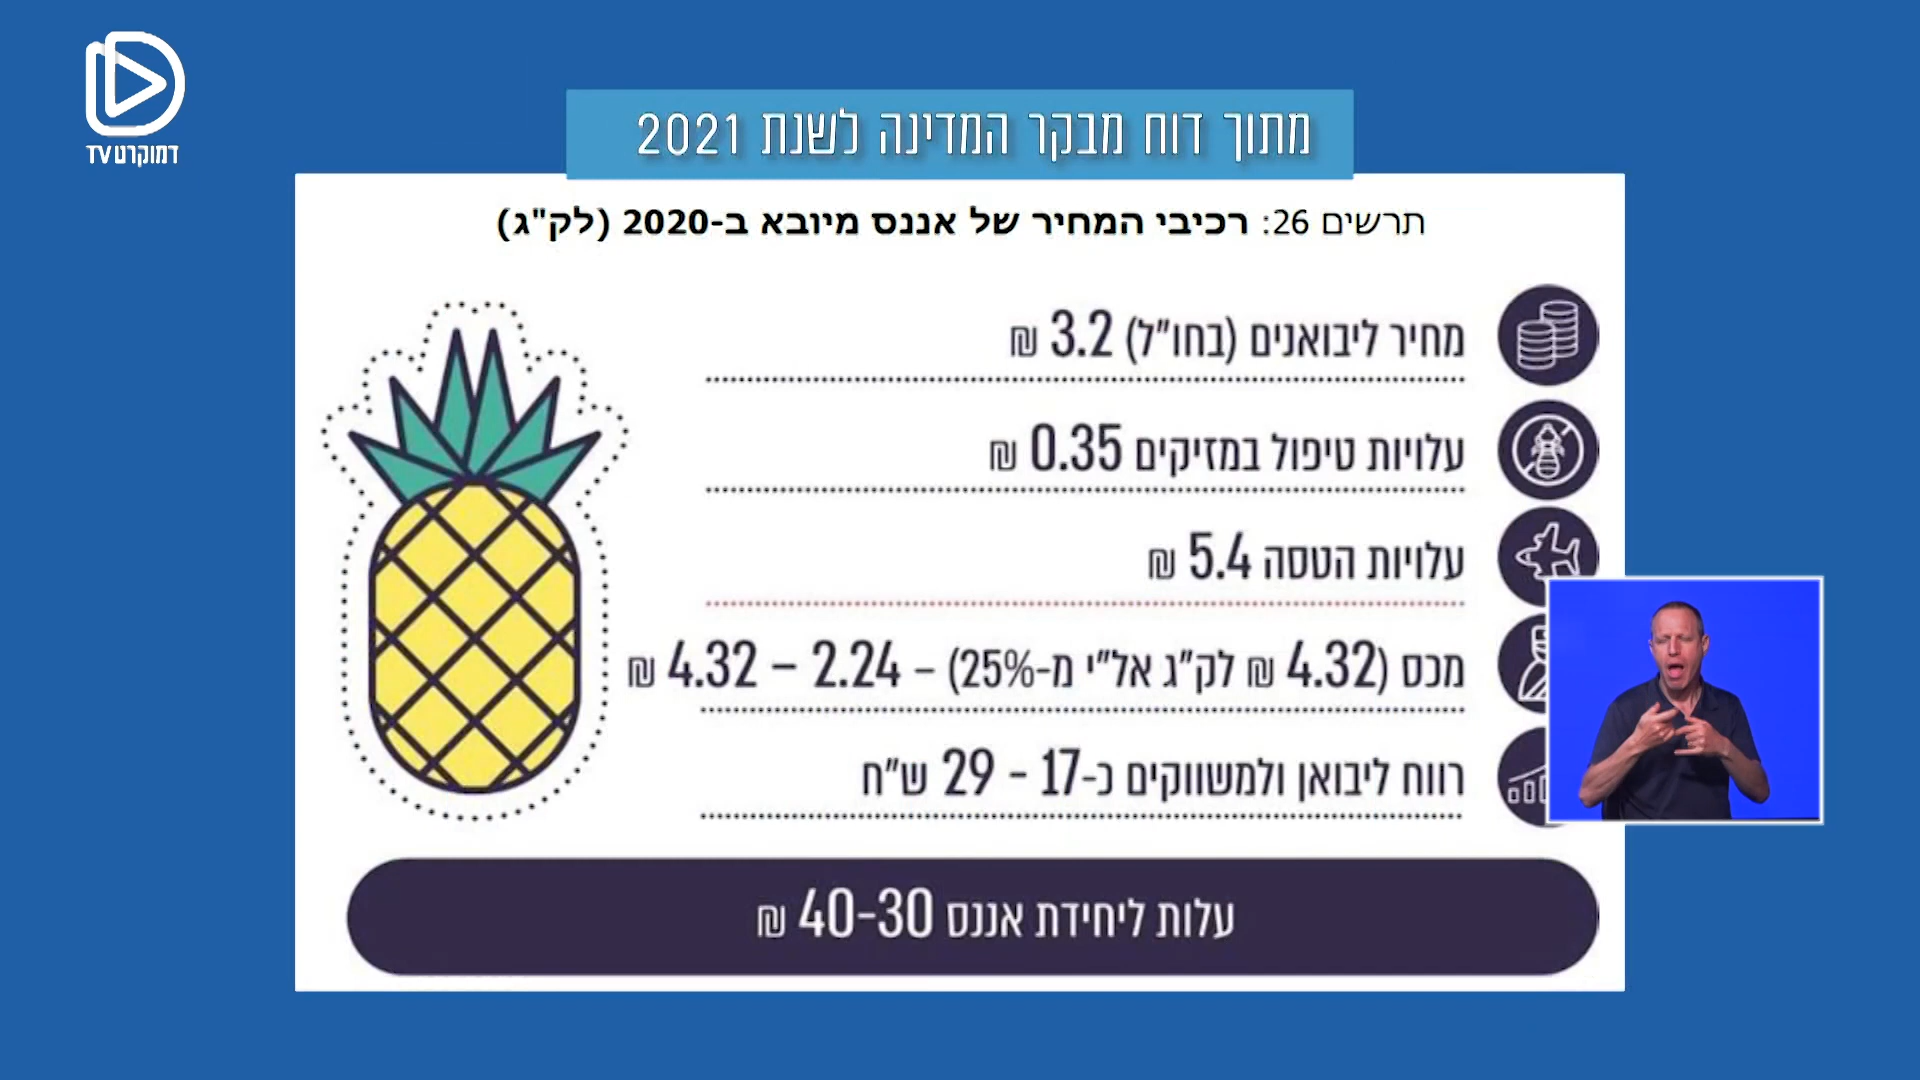 דמוקרטTV
מתוך דוח מבקר המדינה לשנת 2021
תרשים 26: רכיבי המחיר של אננס מיובא ב-2020 (לק"ג)
מחיר ליבואנים (בחו"ל) 3.2 ₪
עלויות טיפול במזיקים 0.35 ₪
עלויות הטסה 5.4 ₪
מכס (4.32 ₪ לק"ג אל"י מ-25%) – 2.24 – 4.32 ₪
רווח ליבואן ולמשווקים כ-17 - 29 ש"ח
עלות ליחידת אננס 40-30 ₪